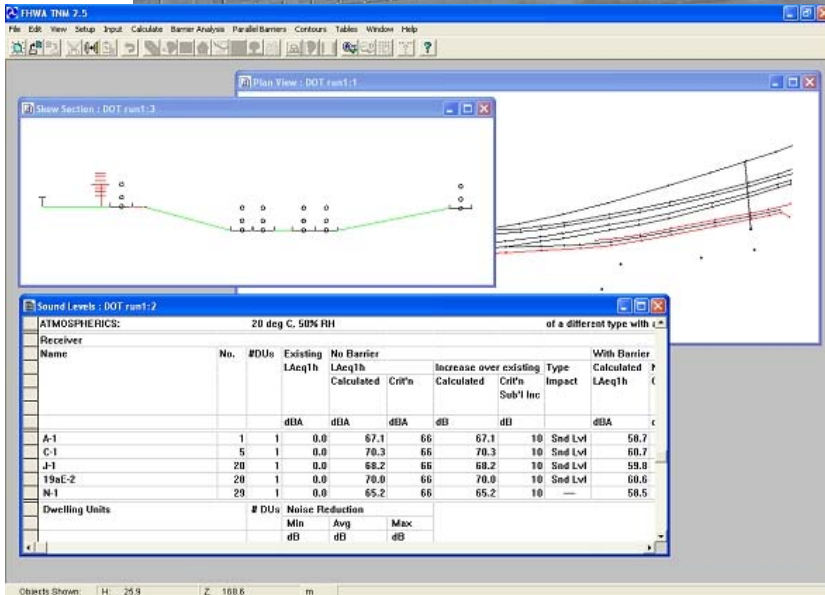 FHWA TNM 2.5
File Edit View Setup Input Calculate Barrier Analysis Parallel Barriers Contours Tables Window Help
Plan View : DOT run1:1
Skew Section : DOT run1:3
Sound Levels : DOT run1:2
ATMOSPHERICS: 20 deg C, 50% RH of a different type with
Receiver
Name No. #DUs Existing No Barrier With Barrier
LAeq1h LAeq1h Increase over existing Type Calculated
Calculated Crit'n Calculated Crit'n Impact LAeq1h
Sub'l Inc
dBA dBA dBA dB dB dBA
A-1 1 1 0.0 67.1 66 67.1 10 Snd Lvl 58.7
C-1 5 1 0.0 70.3 66 70.3 10 Snd Lvl 60.7
J-1 20 1 0.0 68.2 66 68.2 10 Snd Lvl 59.8
19aE-2 28 1 0.0 70.0 66 70.0 10 Snd Lvl 60.6
N-1 29 1 0.0 65.2 66 65.2 10 — 58.5
Dwelling Units # DUs Noise Reduction
Min Avg Max
dB dB dB
Objects Shown: H: 25.9 Z: 168.6 m